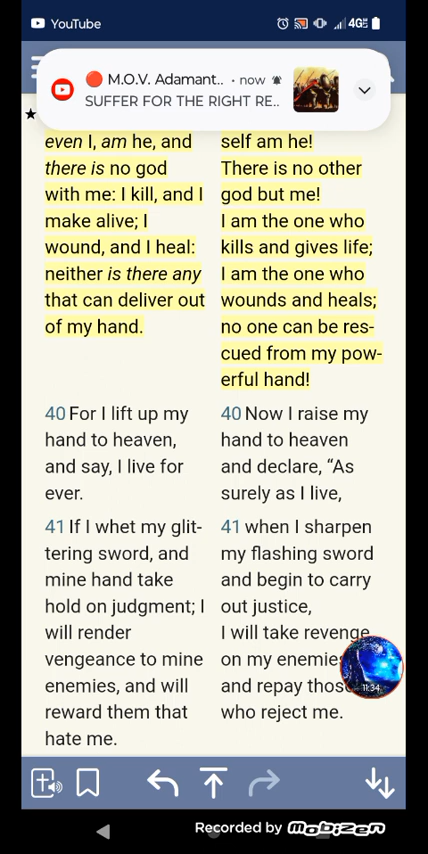 YouTube
4GE
M.O.V. Adamant.. • now
SUFFER FOR THE RIGHT RE..
even I, am he, and
there is no god
with me: I kill, and I
make alive; I
wound, and I heal:
neither is there any
that can deliver out
of my hand.
self am he!
There is no other
god but me!
I am the one who
kills and gives life;
I am the one who
wounds and heals;
no one can be res-
cued from my pow-
erful hand!
40 For I lift up my
hand to heaven,
and say, I live for
ever.
40 Now I raise my
hand to heaven
and declare, “As
surely as I live,
41 If I whet my glit-
tering sword, and
mine hand take
hold on judgment; I
will render
vengeance to mine
enemies, and will
reward them that
hate me.
41 when I sharpen
my flashing sword
and begin to carry
out justice,
I will take revenge
on my enemies
and repay those
who reject me.
11:34
Recorded by Mobizen